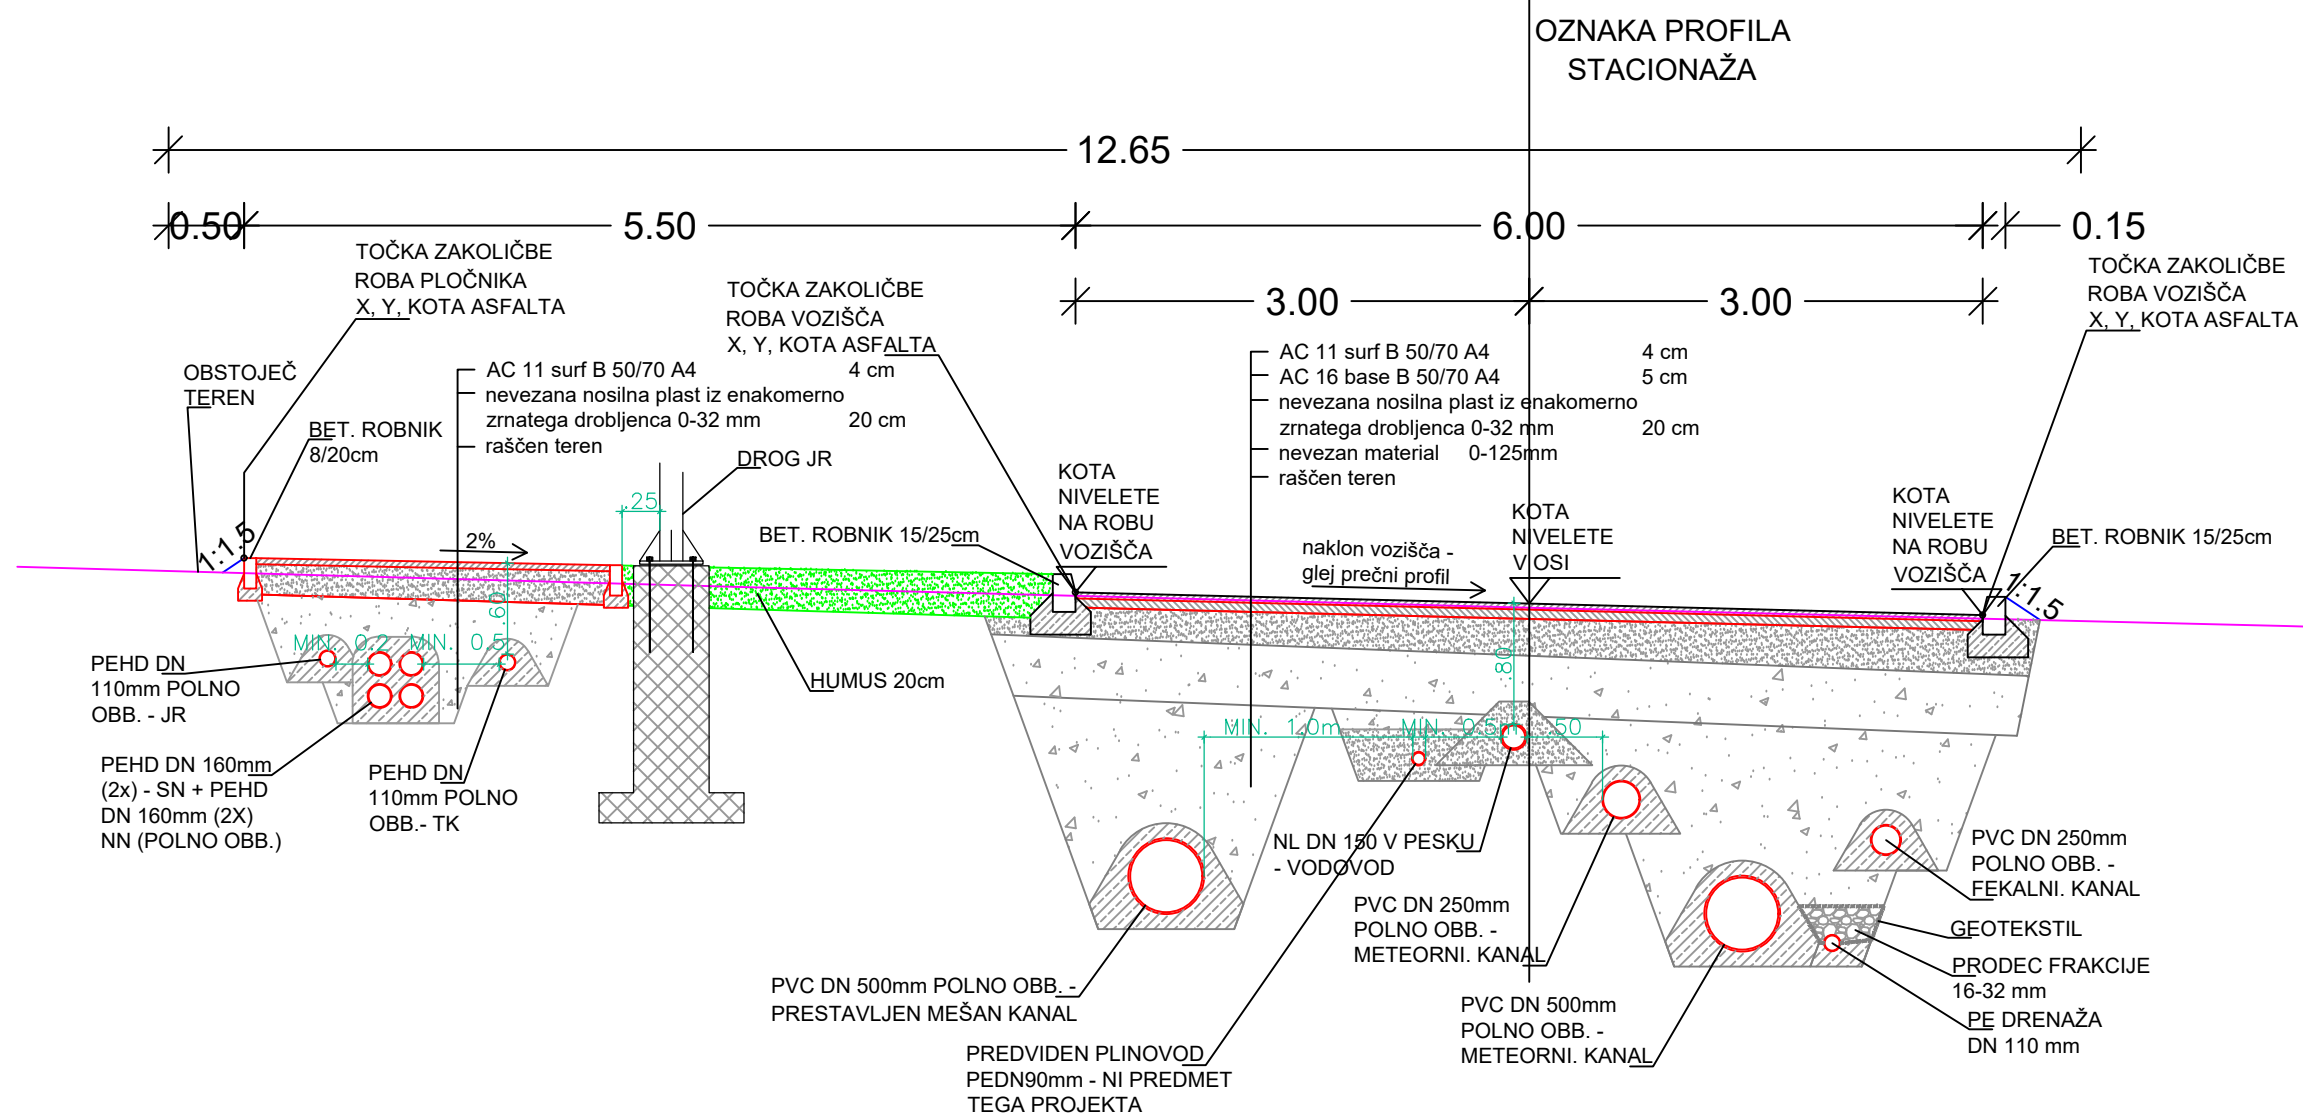 OZNAKA PROFILA
STACIONAŽA
12.65
0.50
5.50
6.00
0.15
3.00
3.00
TOČKA ZAKOLIČBE
ROBA PLOČNIKA
X, Y, KOTA ASFALTA
TOČKA ZAKOLIČBE
ROBA VOZIŠČA
X, Y, KOTA ASFALTA
TOČKA ZAKOLIČBE
ROBA VOZIŠČA
X, Y, KOTA ASFALTA
OBSTOJEČ
TEREN
BET. ROBNIK
8/20cm
AC 11 surf B 50/70 A4 4 cm
nevezana nosilna plast iz enakomerno
zrnatega drobljenca 0-32 mm 20 cm
raščen teren
AC 11 surf B 50/70 A4 4 cm
AC 16 base B 50/70 A4 5 cm
nevezana nosilna plast iz enakomerno
zrnatega drobljenca 0-32 mm 20 cm
nevezan material 0-125mm
raščen teren
DROG JR
.25
BET. ROBNIK 15/25cm
KOTA
NIVELETE
NA ROBU
VOZIŠČA
naklon vozišča -
glej prečni profil
KOTA
NIVELETE
V OSI
KOTA
NIVELETE
NA ROBU
VOZIŠČA
BET. ROBNIK 15/25cm
1:1.5
2%
1:1.5
.60
.80
MIN. 0.2
MIN. 0.5
MIN. 1.0m
MIN. 0.5m
.50
HUMUS 20cm
PEHD DN
110mm POLNO
OBB. - JR
PEHD DN 160mm
(2x) - SN + PEHD
DN 160mm (2X)
NN (POLNO OBB.)
PEHD DN
110mm POLNO
OBB.- TK
NL DN 150 V PESKU
- VODOVOD
PVC DN 250mm
POLNO OBB. -
METEORNI. KANAL
PVC DN 250mm
POLNO OBB. -
FEKALNI. KANAL
GEOTEKSTIL
PRODEC FRAKCIJE
16-32 mm
PE DRENAŽA
DN 110 mm
PVC DN 500mm POLNO OBB. -
PRESTAVLJEN MEŠAN KANAL
PVC DN 500mm
POLNO OBB. -
METEORNI. KANAL
PREDVIDEN PLINOVOD
PEDN90mm - NI PREDMET
TEGA PROJEKTA